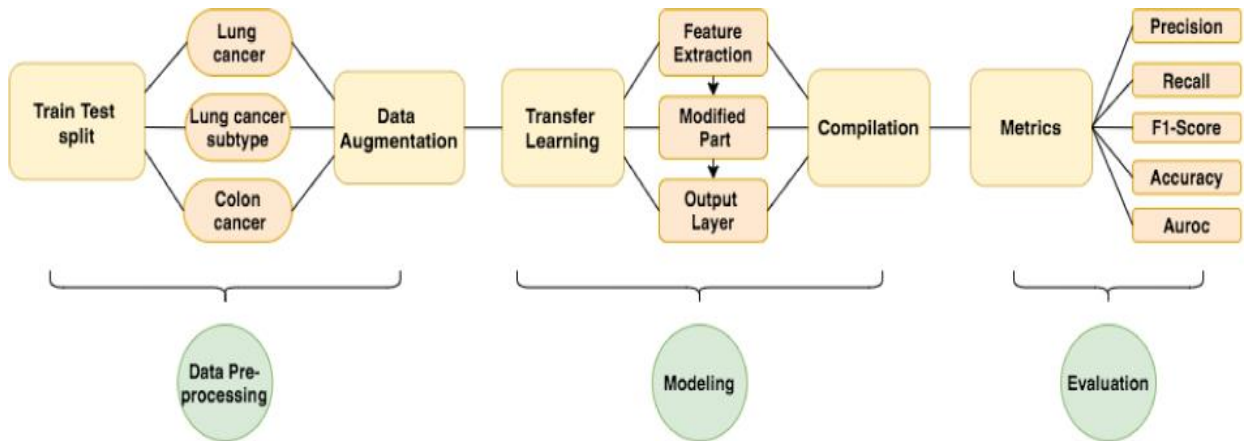 Train Test
split
Lung
cancer
Lung cancer
subtype
Colon
cancer
Data
Augmentation
Transfer
Learning
Feature
Extraction
Modified
Part
Output
Layer
Compilation
Metrics
Precision
Recall
F1-Score
Accuracy
Auroc
Data Pre-
processing
Modeling
Evaluation